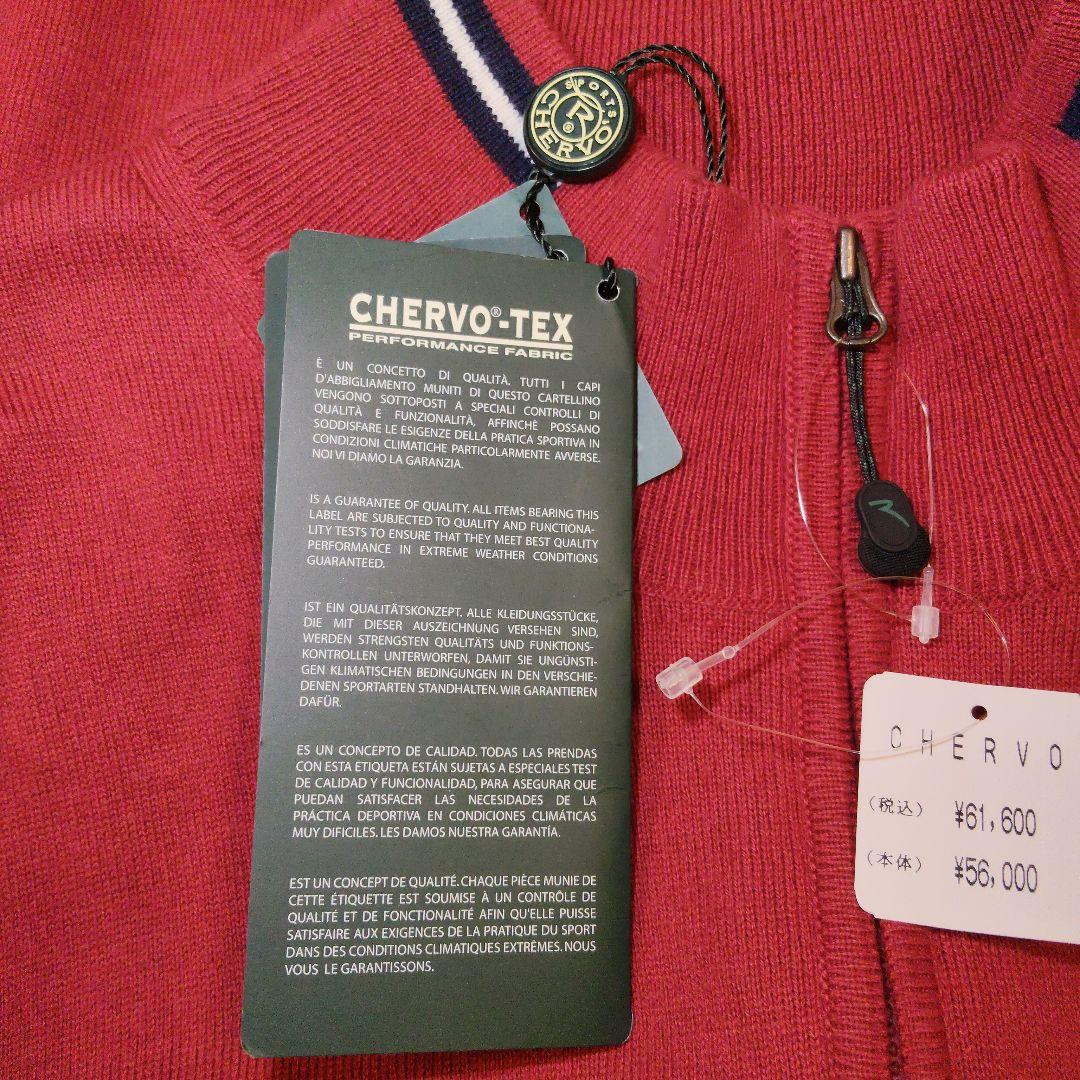 SPORTS
CHERVO
R
®
CHERVO®-TEX
PERFORMANCE FABRIC
È UN CONCETTO DI QUALITÀ. TUTTI I CAPI
D'ABBIGLIAMENTO MUNITI DI QUESTO CARTELLINO
VENGONO SOTTOPOSTI A SPECIALI CONTROLLI DI
QUALITÀ E FUNZIONALITÀ, AFFINCHÈ POSSANO
SODDISFARE LE ESIGENZE DELLA PRATICA SPORTIVA IN
CONDIZIONI CLIMATICHE PARTICOLARMENTE AVVERSE.
NOI VI DIAMO LA GARANZIA.
IS A GUARANTEE OF QUALITY. ALL ITEMS BEARING THIS
LABEL ARE SUBJECTED TO QUALITY AND FUNCTIONA-
LITY TESTS TO ENSURE THAT THEY MEET BEST QUALITY
PERFORMANCE IN EXTREME WEATHER CONDITIONS
GUARANTEED.
IST EIN QUALITÄTSKONZEPT. ALLE KLEIDUNGSSTÜCKE,
DIE MIT DIESER AUSZEICHNUNG VERSEHEN SIND,
WERDEN STRENGSTEN QUALITÄTS UND FUNKTIONS-
KONTROLLEN UNTERWORFEN, DAMIT SIE UNGÜNSTI-
GEN KLIMATISCHEN BEDINGUNGEN IN DEN VERSCHIE-
DENEN SPORTARTEN STANDHALTEN. WIR GARANTIEREN
DAFÜR.
ES UN CONCEPTO DE CALIDAD. TODAS LAS PRENDAS
CON ESTA ETIQUETA ESTÁN SUJETAS A ESPECIALES TEST
DE CALIDAD Y FUNCIONALIDAD, PARA ASEGURAR QUE
PUEDAN SATISFACER LAS NECESIDADES DE LA
PRÁCTICA DEPORTIVA EN CONDICIONES CLIMÁTICAS
MUY DIFICILES. LES DAMOS NUESTRA GARANTÍA.
EST UN CONCEPT DE QUALITÉ. CHAQUE PIÈCE MUNIE DE
CETTE ÉTIQUETTE EST SOUMISE À UN CONTRÔLE DE
QUALITÉ ET DE FONCTIONALITÉ AFIN QU'ELLE PUISSE
SATISFAIRE AUX EXIGENCES DE LA PRATIQUE DU SPORT
DANS DES CONDITIONS CLIMATIQUES EXTRÊMES. NOUS
VOUS LE GARANTISSONS.
CHERVO
(税込) ¥61,600
(本体) ¥56,000